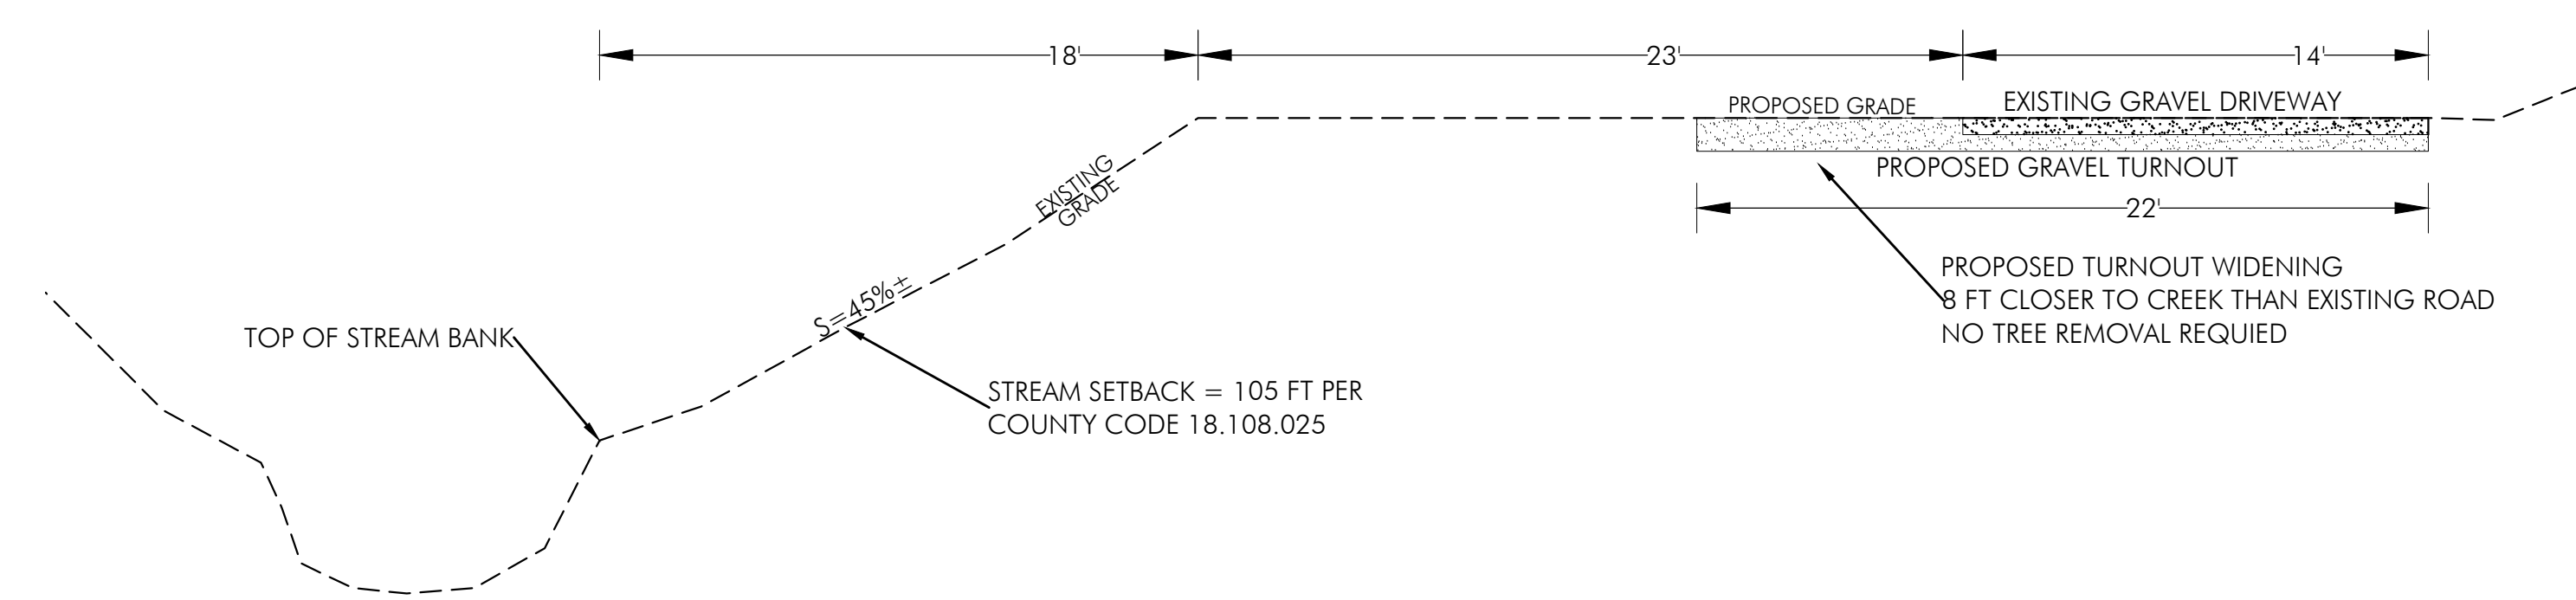 18'
23'
14'
PROPOSED GRADE
EXISTING GRAVEL DRIVEWAY
PROPOSED GRAVEL TURNOUT
22'
EXISTING
GRADE
S=45%±
TOP OF STREAM BANK
STREAM SETBACK = 105 FT PER
COUNTY CODE 18.108.025
PROPOSED TURNOUT WIDENING
8 FT CLOSER TO CREEK THAN EXISTING ROAD
NO TREE REMOVAL REQUIED